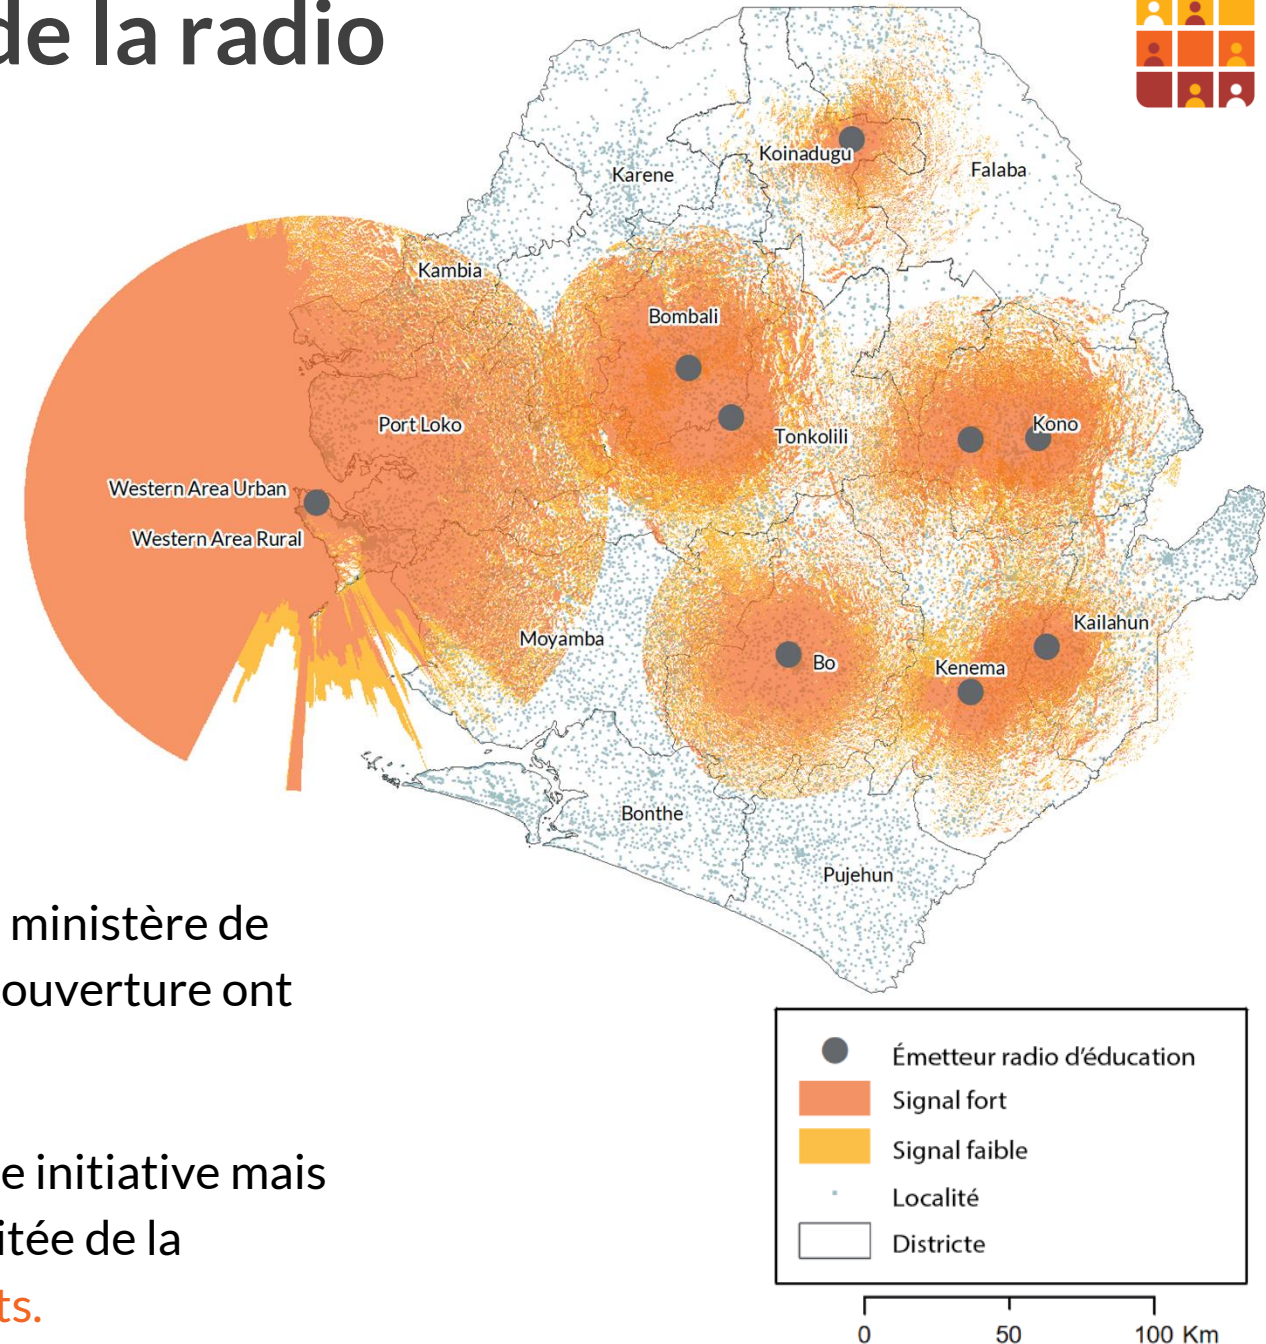 de la radio
Koinadugu
Karene
Falaba
Kambia
Bombali
Port Loko
Kono
Tonkolili
Western Area Urban
Western Area Rural
Kailahun
Moyamba
Bo
Kenema
Bonthe
Pujehun
ministère de
ouverture ont
e initiative mais
itée de la
ts.
Émetteur radio d'éducation
Signal fort
Signal faible
Localité
Districte
0 50 100 Km